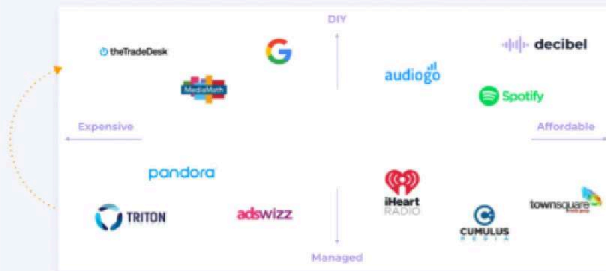 DIY
theTradeDesk
decibel
audiogo
MediaMath
Spotify
Expensive
Affordable
pandora
iHeart
RADIO
townsquare
TRITON
adswizz
CUMULUS
MEDIA
Managed